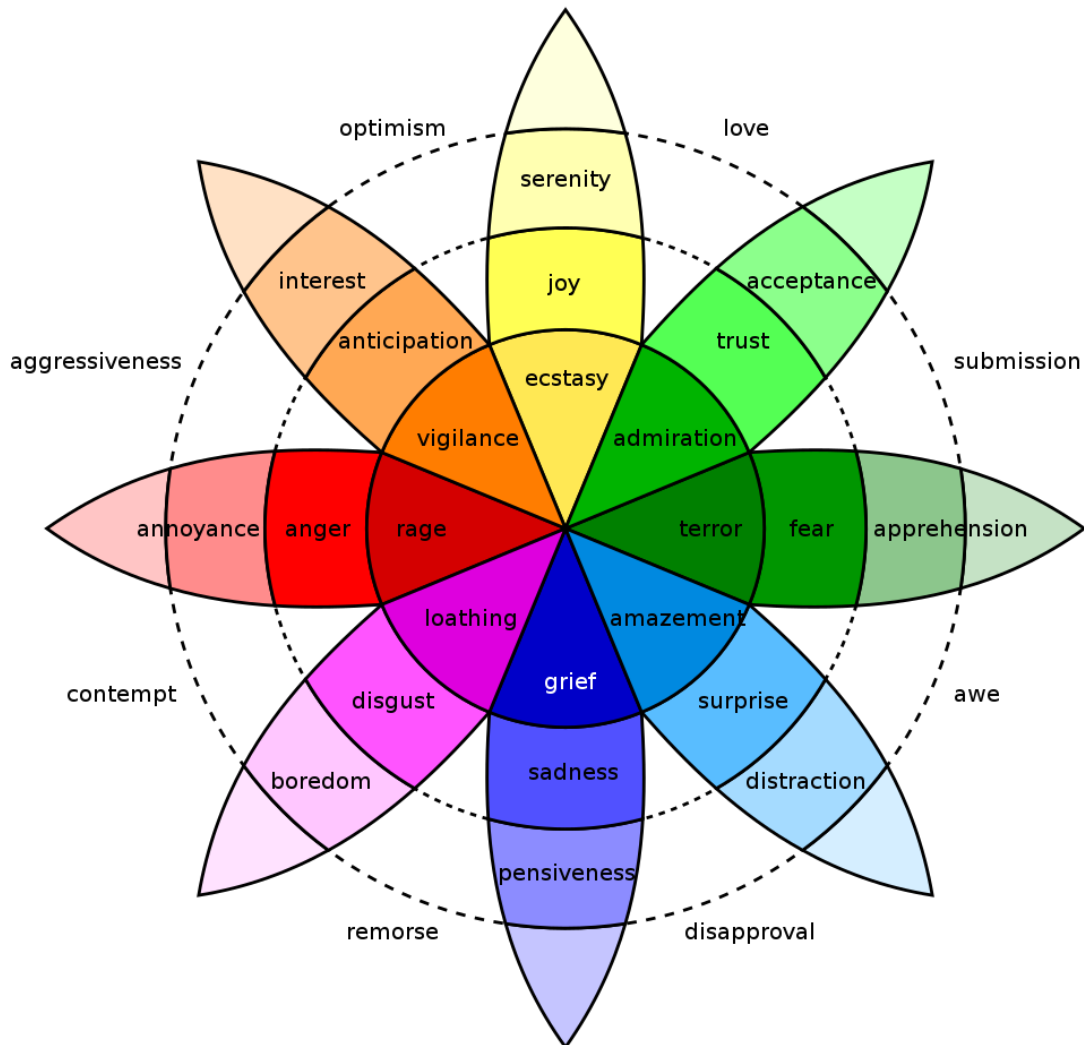 optimism
love
serenity
interest
acceptance
joy
anticipation
trust
aggressiveness
submission
ecstasy
vigilance
admiration
annoyance
anger
rage
terror
fear
apprehension
loathing
amazement
grief
contempt
disgust
surprise
awe
sadness
boredom
distraction
pensiveness
remorse
disapproval